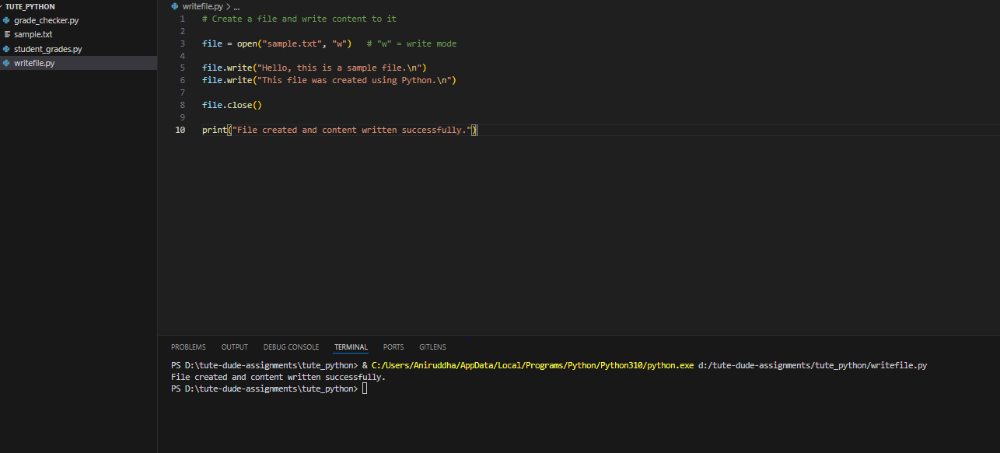 TUTE_PYTHON
grade_checker.py
sample.txt
student_grades.py
writefile.py
writefile.py > ...
1 # Create a file and write content to it
2
3 file = open("sample.txt", "w")   # "w" = write mode
4
5 file.write("Hello, this is a sample file.\n")
6 file.write("This file was created using Python.\n")
7
8 file.close()
9
10 print("File created and content written successfully.")
PROBLEMS OUTPUT DEBUG CONSOLE TERMINAL PORTS GITLENS
PS D:\tute-dude-assignments\tute_python> & C:/Users/Aniruddha/AppData/Local/Programs/Python/Python310/python.exe d:/tute-dude-assignments/tute_python/writefile.py
File created and content written successfully.
PS D:\tute-dude-assignments\tute_python>